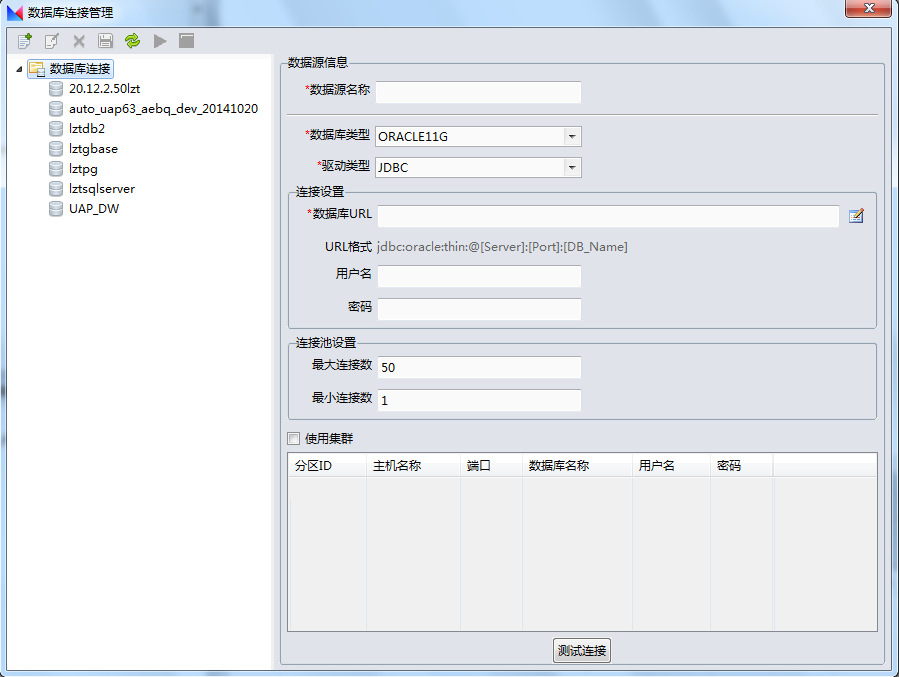 数据库连接管理
数据库连接
20.12.2.50lzt
auto_uap63_aebq_dev_20141020
lztdb2
lztgbase
lztpg
lztsqlserver
UAP_DW
数据源信息
*数据源名称
*数据库类型 ORACLE11G
*驱动类型 JDBC
连接设置
*数据库URL
URL格式 jdbc:oracle:thin:@[Server]:[Port]:[DB_Name]
用户名
密码
连接池设置
最大连接数 50
最小连接数 1
使用集群
分区ID 主机名称 端口 数据库名称 用户名 密码
测试连接